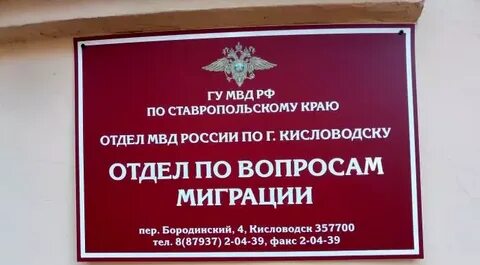 ГУ МВД РФ
ПО СТАВРОПОЛЬСКОМУ КРАЮ
ОТДЕЛ МВД РОССИИ ПО Г. КИСЛОВОДСКУ
ОТДЕЛ ПО ВОПРОСАМ
МИГРАЦИИ
пер. Бородинский, 4, Кисловодск 357700
тел. 8(87937) 2-04-39, факс 2-04-39